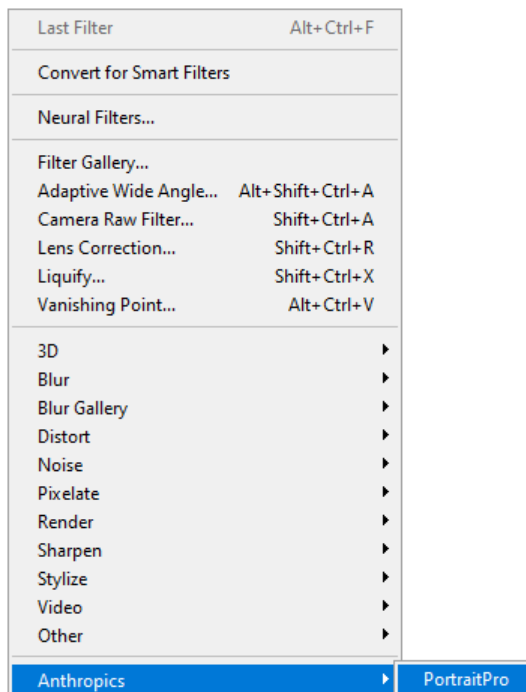 Last Filter Alt+Ctrl+F
Convert for Smart Filters
Neural Filters...
Filter Gallery...
Adaptive Wide Angle... Alt+Shift+Ctrl+A
Camera Raw Filter... Shift+Ctrl+A
Lens Correction... Shift+Ctrl+R
Liquify... Shift+Ctrl+X
Vanishing Point... Alt+Ctrl+V
3D
Blur
Blur Gallery
Distort
Noise
Pixelate
Render
Sharpen
Stylize
Video
Other
Anthropics PortraitPro